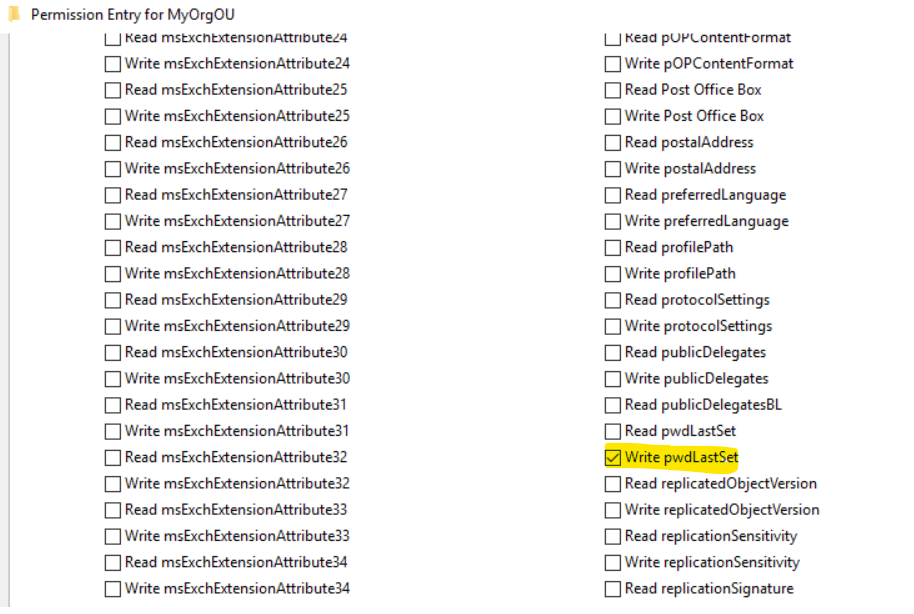 Permission Entry for MyOrgOU
Read msExchExtensionAttribute24
Write msExchExtensionAttribute24
Read msExchExtensionAttribute25
Write msExchExtensionAttribute25
Read msExchExtensionAttribute26
Write msExchExtensionAttribute26
Read msExchExtensionAttribute27
Write msExchExtensionAttribute27
Read msExchExtensionAttribute28
Write msExchExtensionAttribute28
Read msExchExtensionAttribute29
Write msExchExtensionAttribute29
Read msExchExtensionAttribute30
Write msExchExtensionAttribute30
Read msExchExtensionAttribute31
Write msExchExtensionAttribute31
Read msExchExtensionAttribute32
Write msExchExtensionAttribute32
Read msExchExtensionAttribute33
Write msExchExtensionAttribute33
Read msExchExtensionAttribute34
Write msExchExtensionAttribute34
Read pOPContentFormat
Write pOPContentFormat
Read Post Office Box
Write Post Office Box
Read postalAddress
Write postalAddress
Read preferredLanguage
Write preferredLanguage
Read profilePath
Write profilePath
Read protocolSettings
Write protocolSettings
Read publicDelegates
Write publicDelegates
Read publicDelegatesBL
Read pwdLastSet
Write pwdLastSet
Read replicatedObjectVersion
Write replicatedObjectVersion
Read replicationSensitivity
Write replicationSensitivity
Read replicationSignature